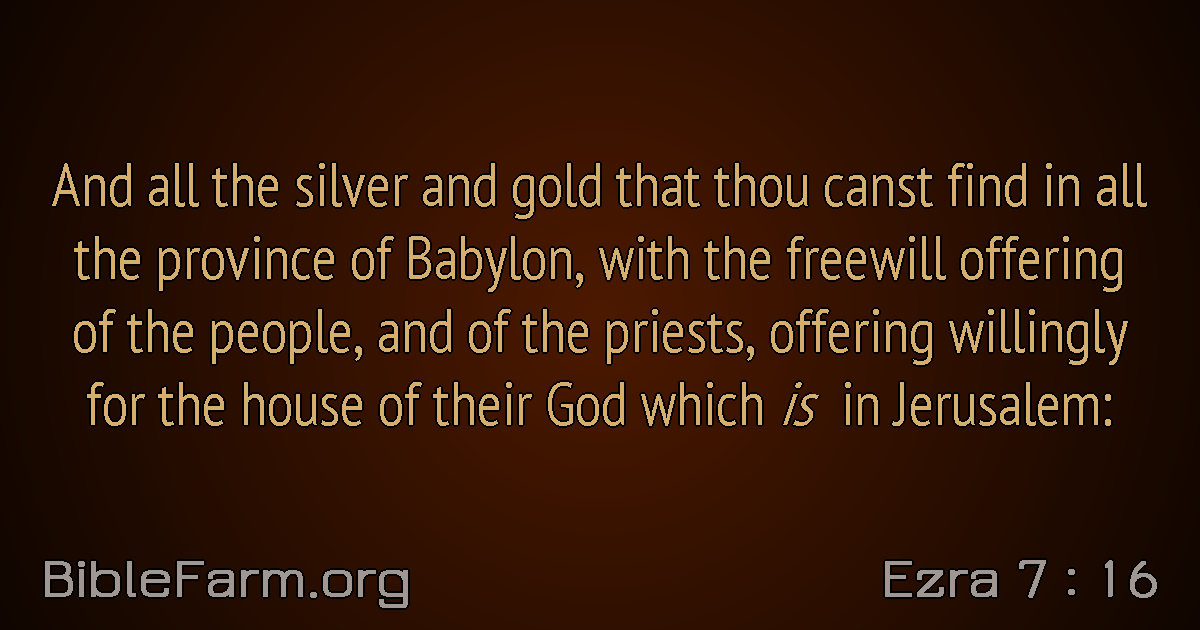 And all the silver and gold that thou canst find in all
the province of Babylon, with the freewill offering
of the people, and of the priests, offering willingly
for the house of their God which is in Jerusalem:
BibleFarm.org
Ezra 7 : 16